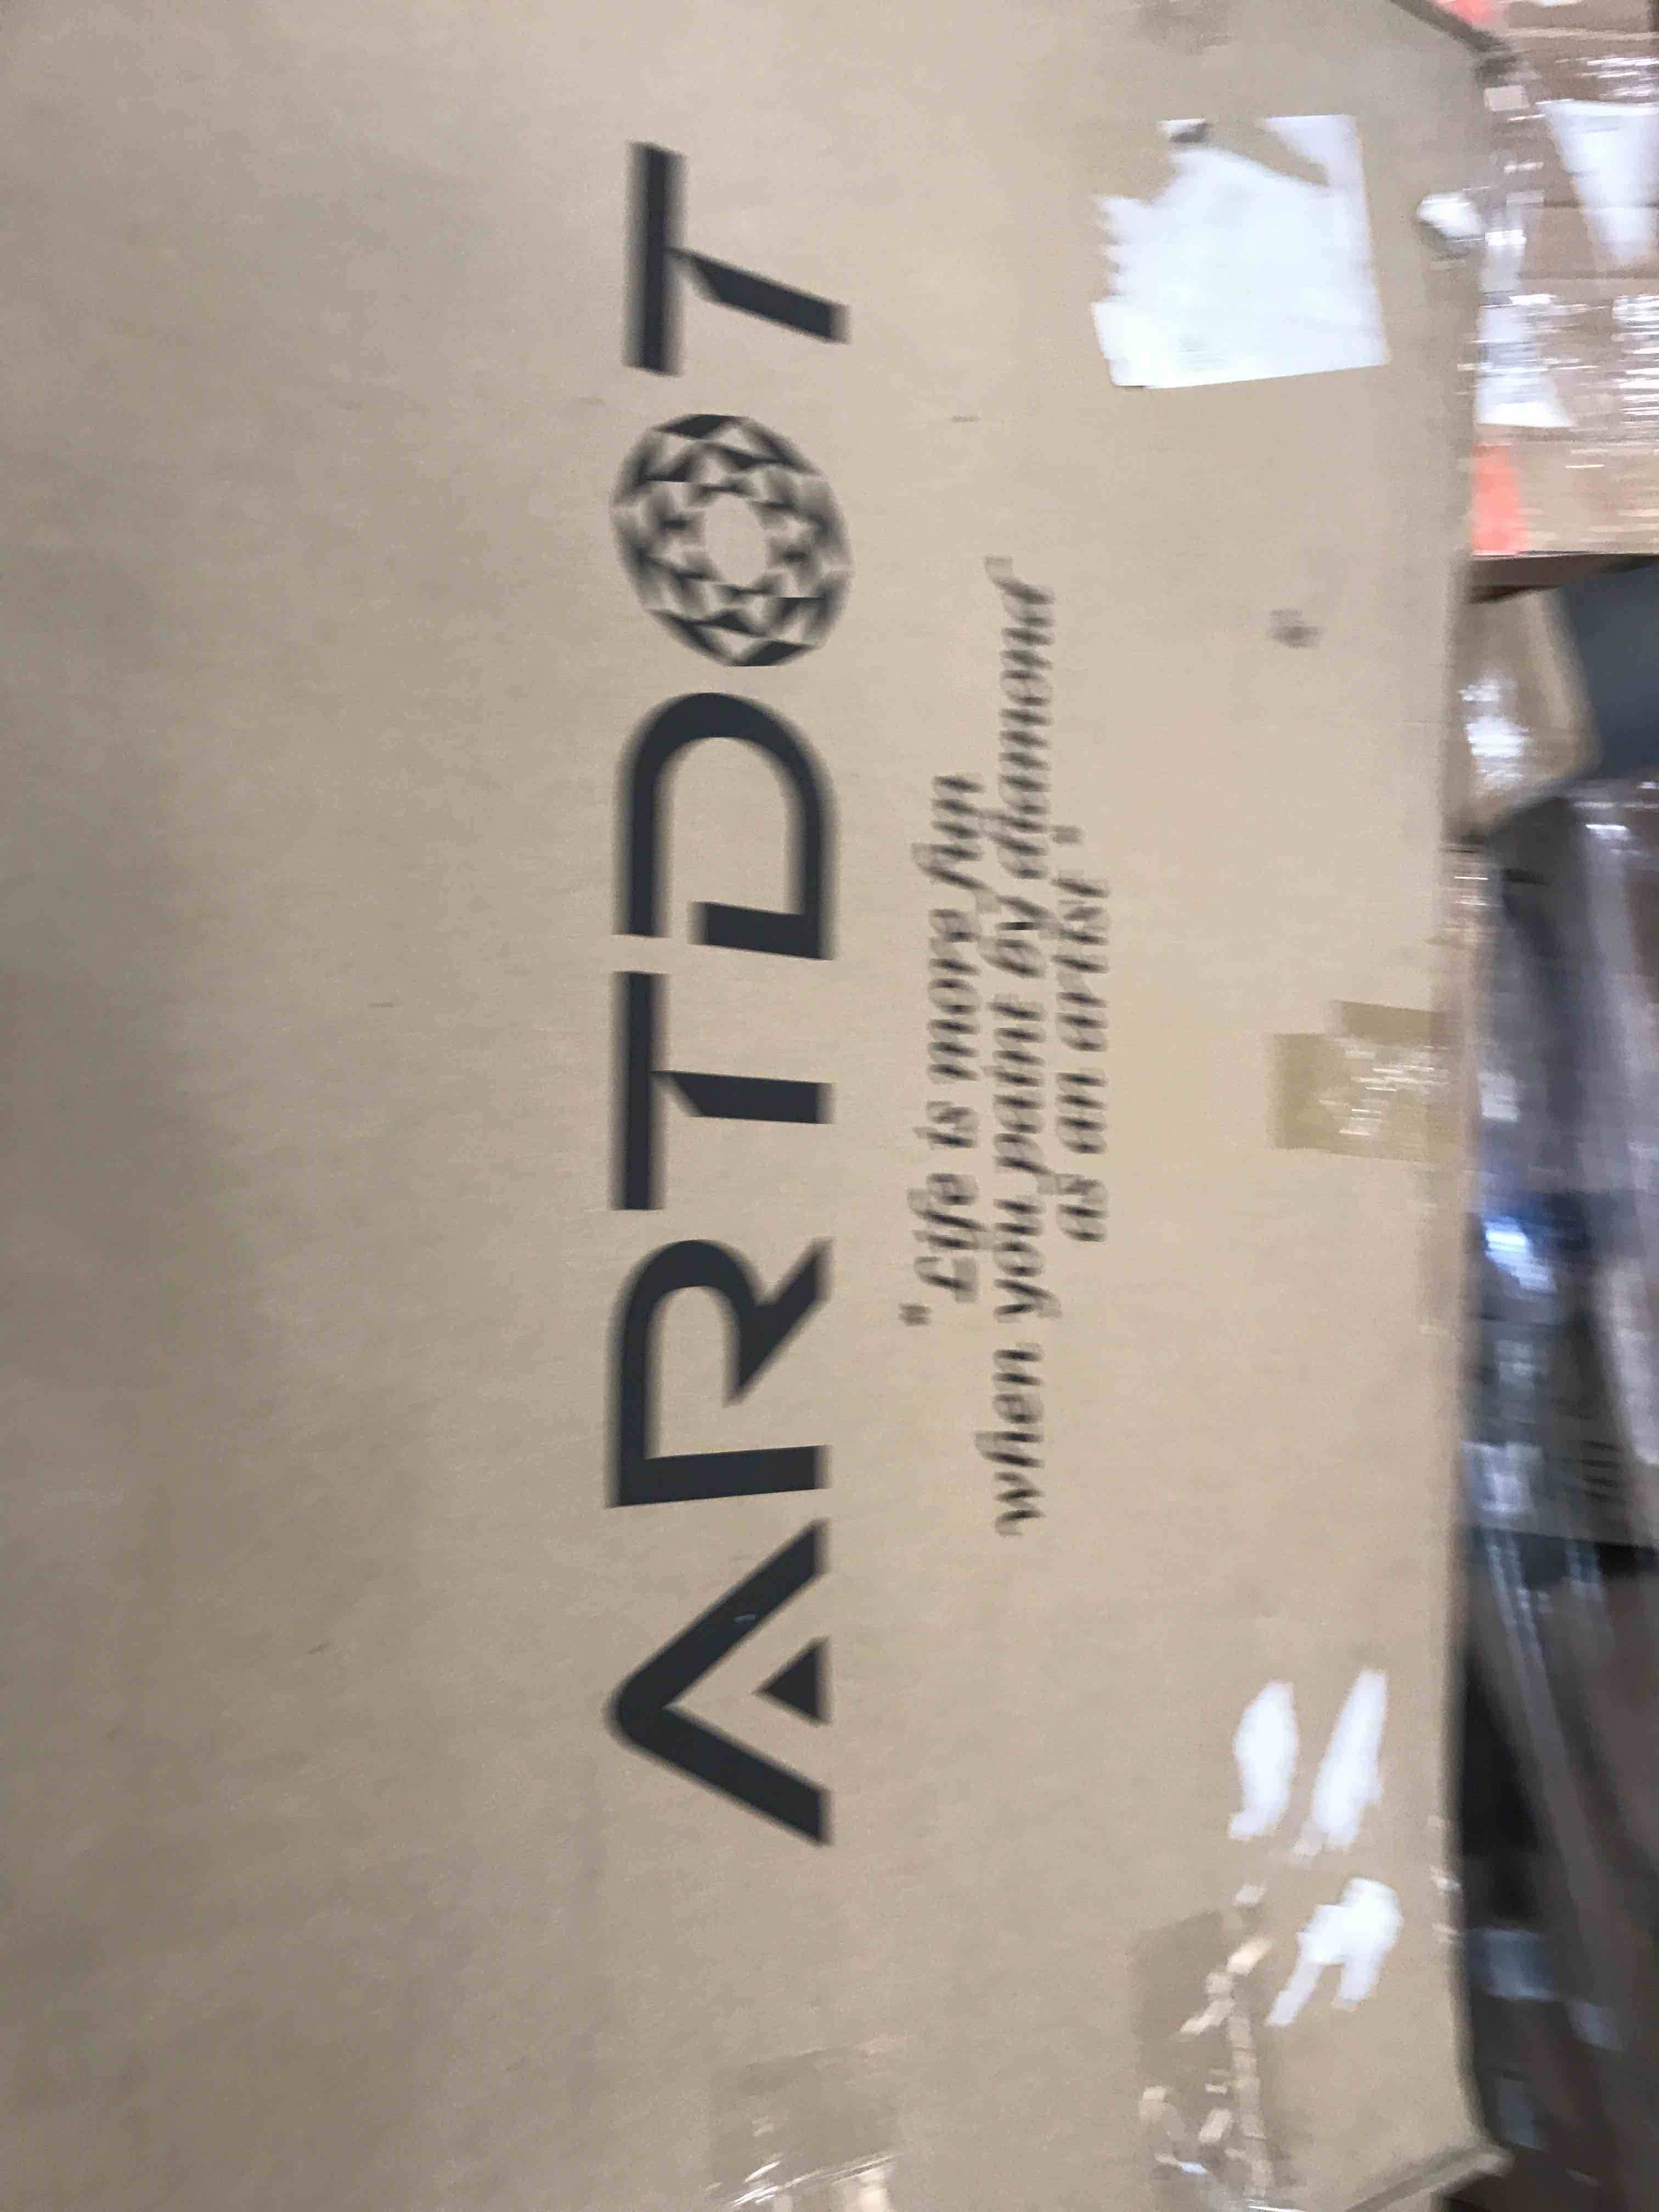 ARTDOT
"Life is more fun
when you paint by diamond
as an artist"